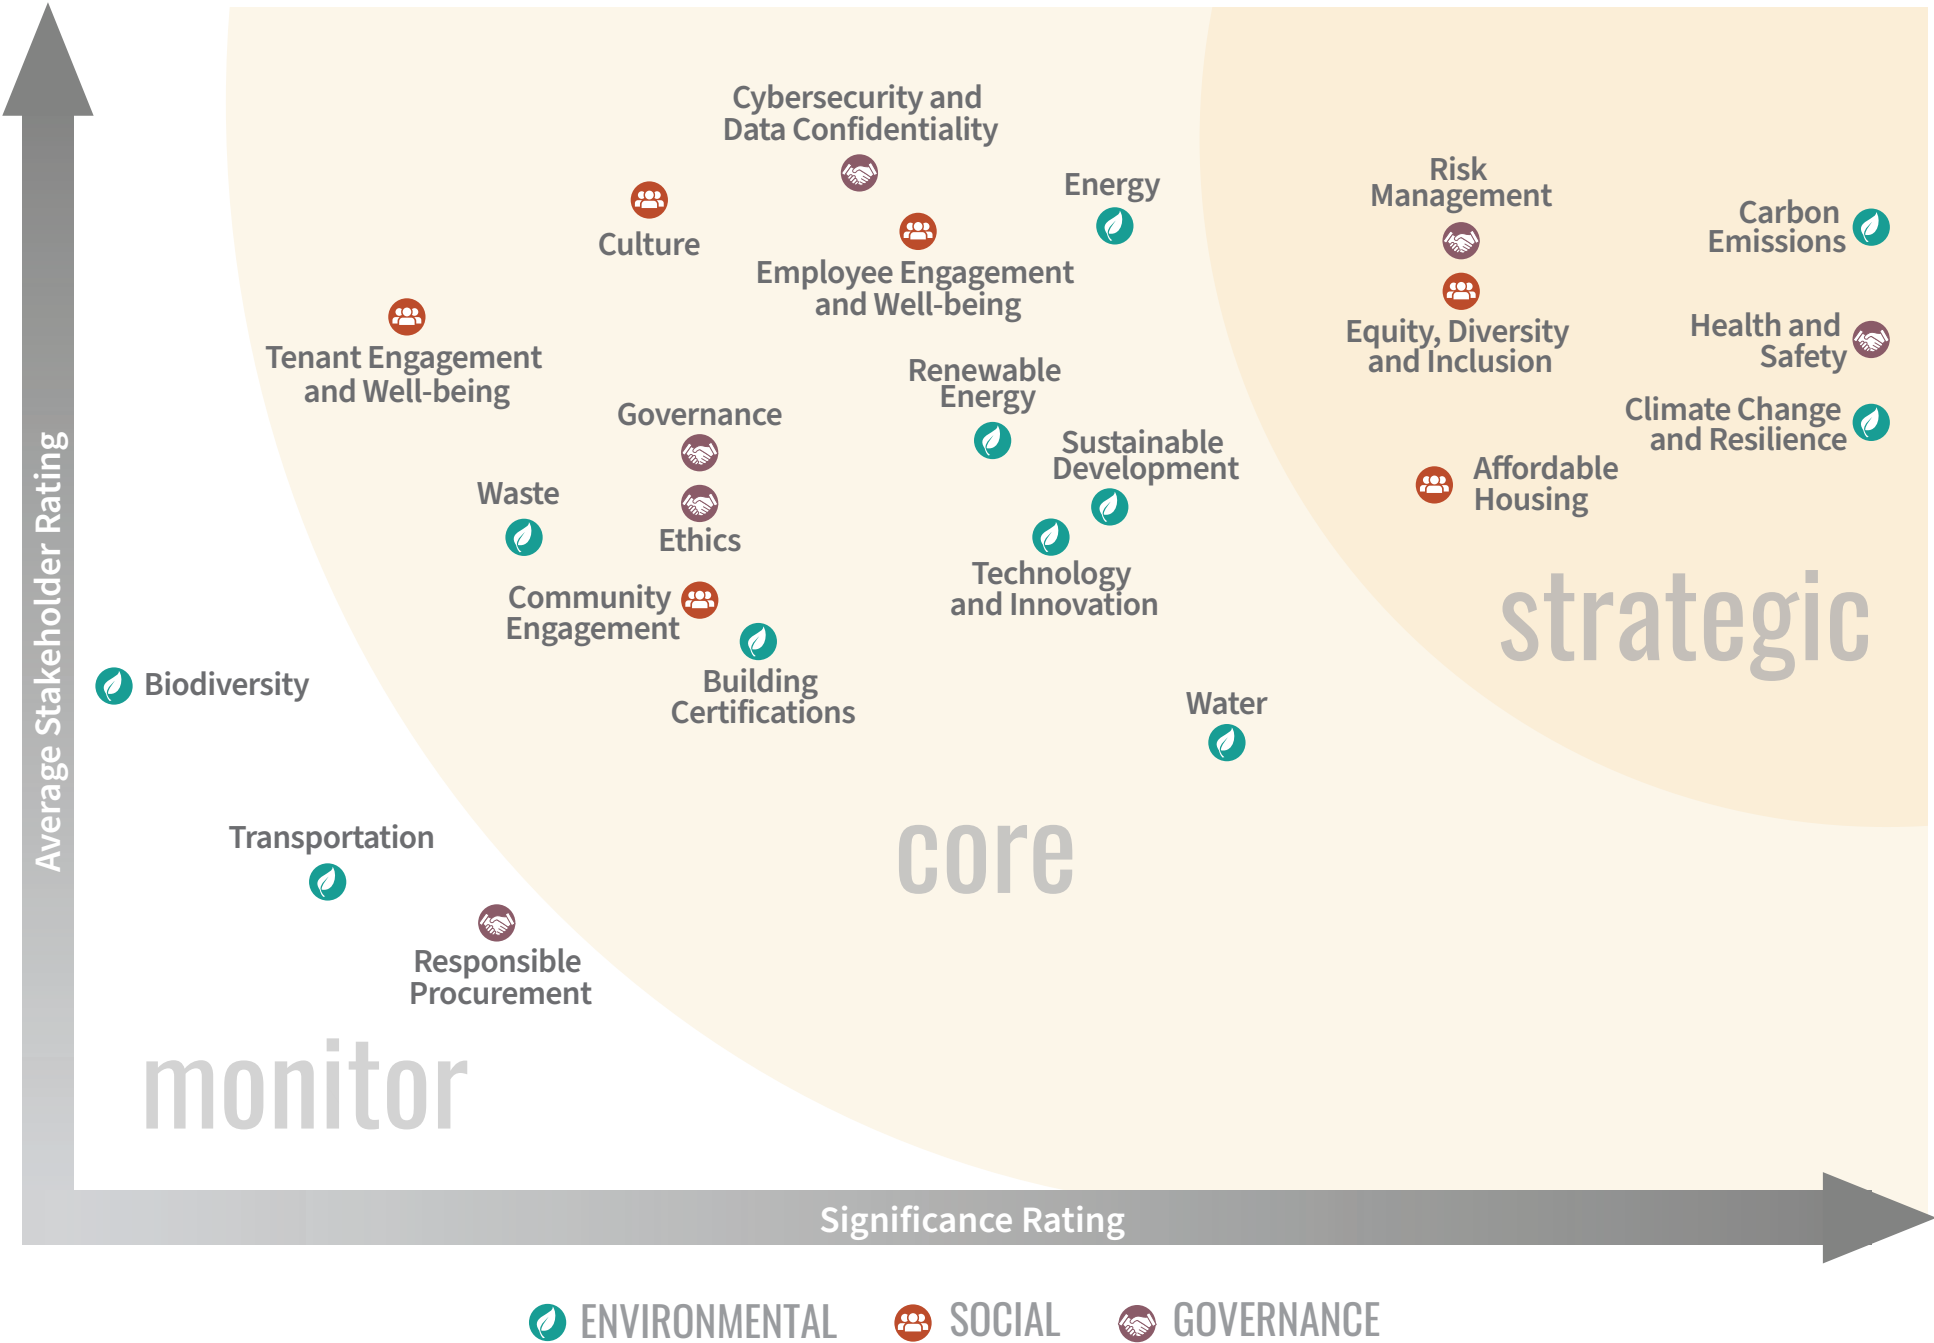 Cybersecurity and
Data Confidentiality
Culture
Energy
Employee Engagement
and Well-being
Risk
Management
Carbon
Emissions
Equity, Diversity
and Inclusion
Health and
Safety
Tenant Engagement
and Well-being
Renewable
Energy
Governance
Climate Change
and Resilience
Sustainable
Development
Affordable
Housing
Waste
Ethics
Technology
and Innovation
Community
Engagement
strategic
Building
Certifications
Biodiversity
Water
Transportation
core
Responsible
Procurement
monitor
Average Stakeholder Rating
Significance Rating
ENVIRONMENTAL
SOCIAL
GOVERNANCE